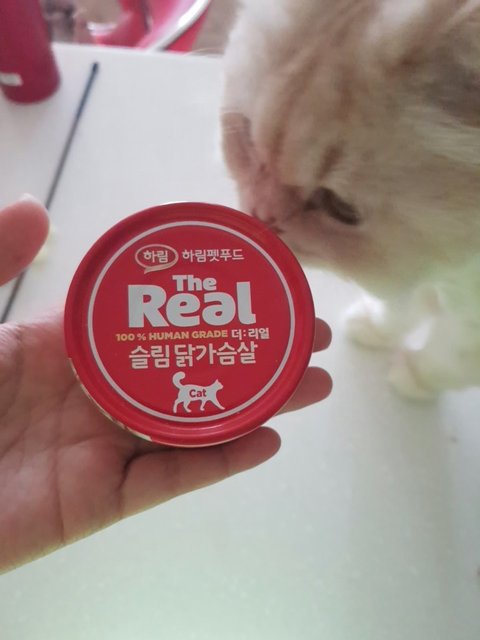 하림 하림펫푸드
The
Real
100 % HUMAN GRADE 더:리얼
슬림 닭가슴살
Cat